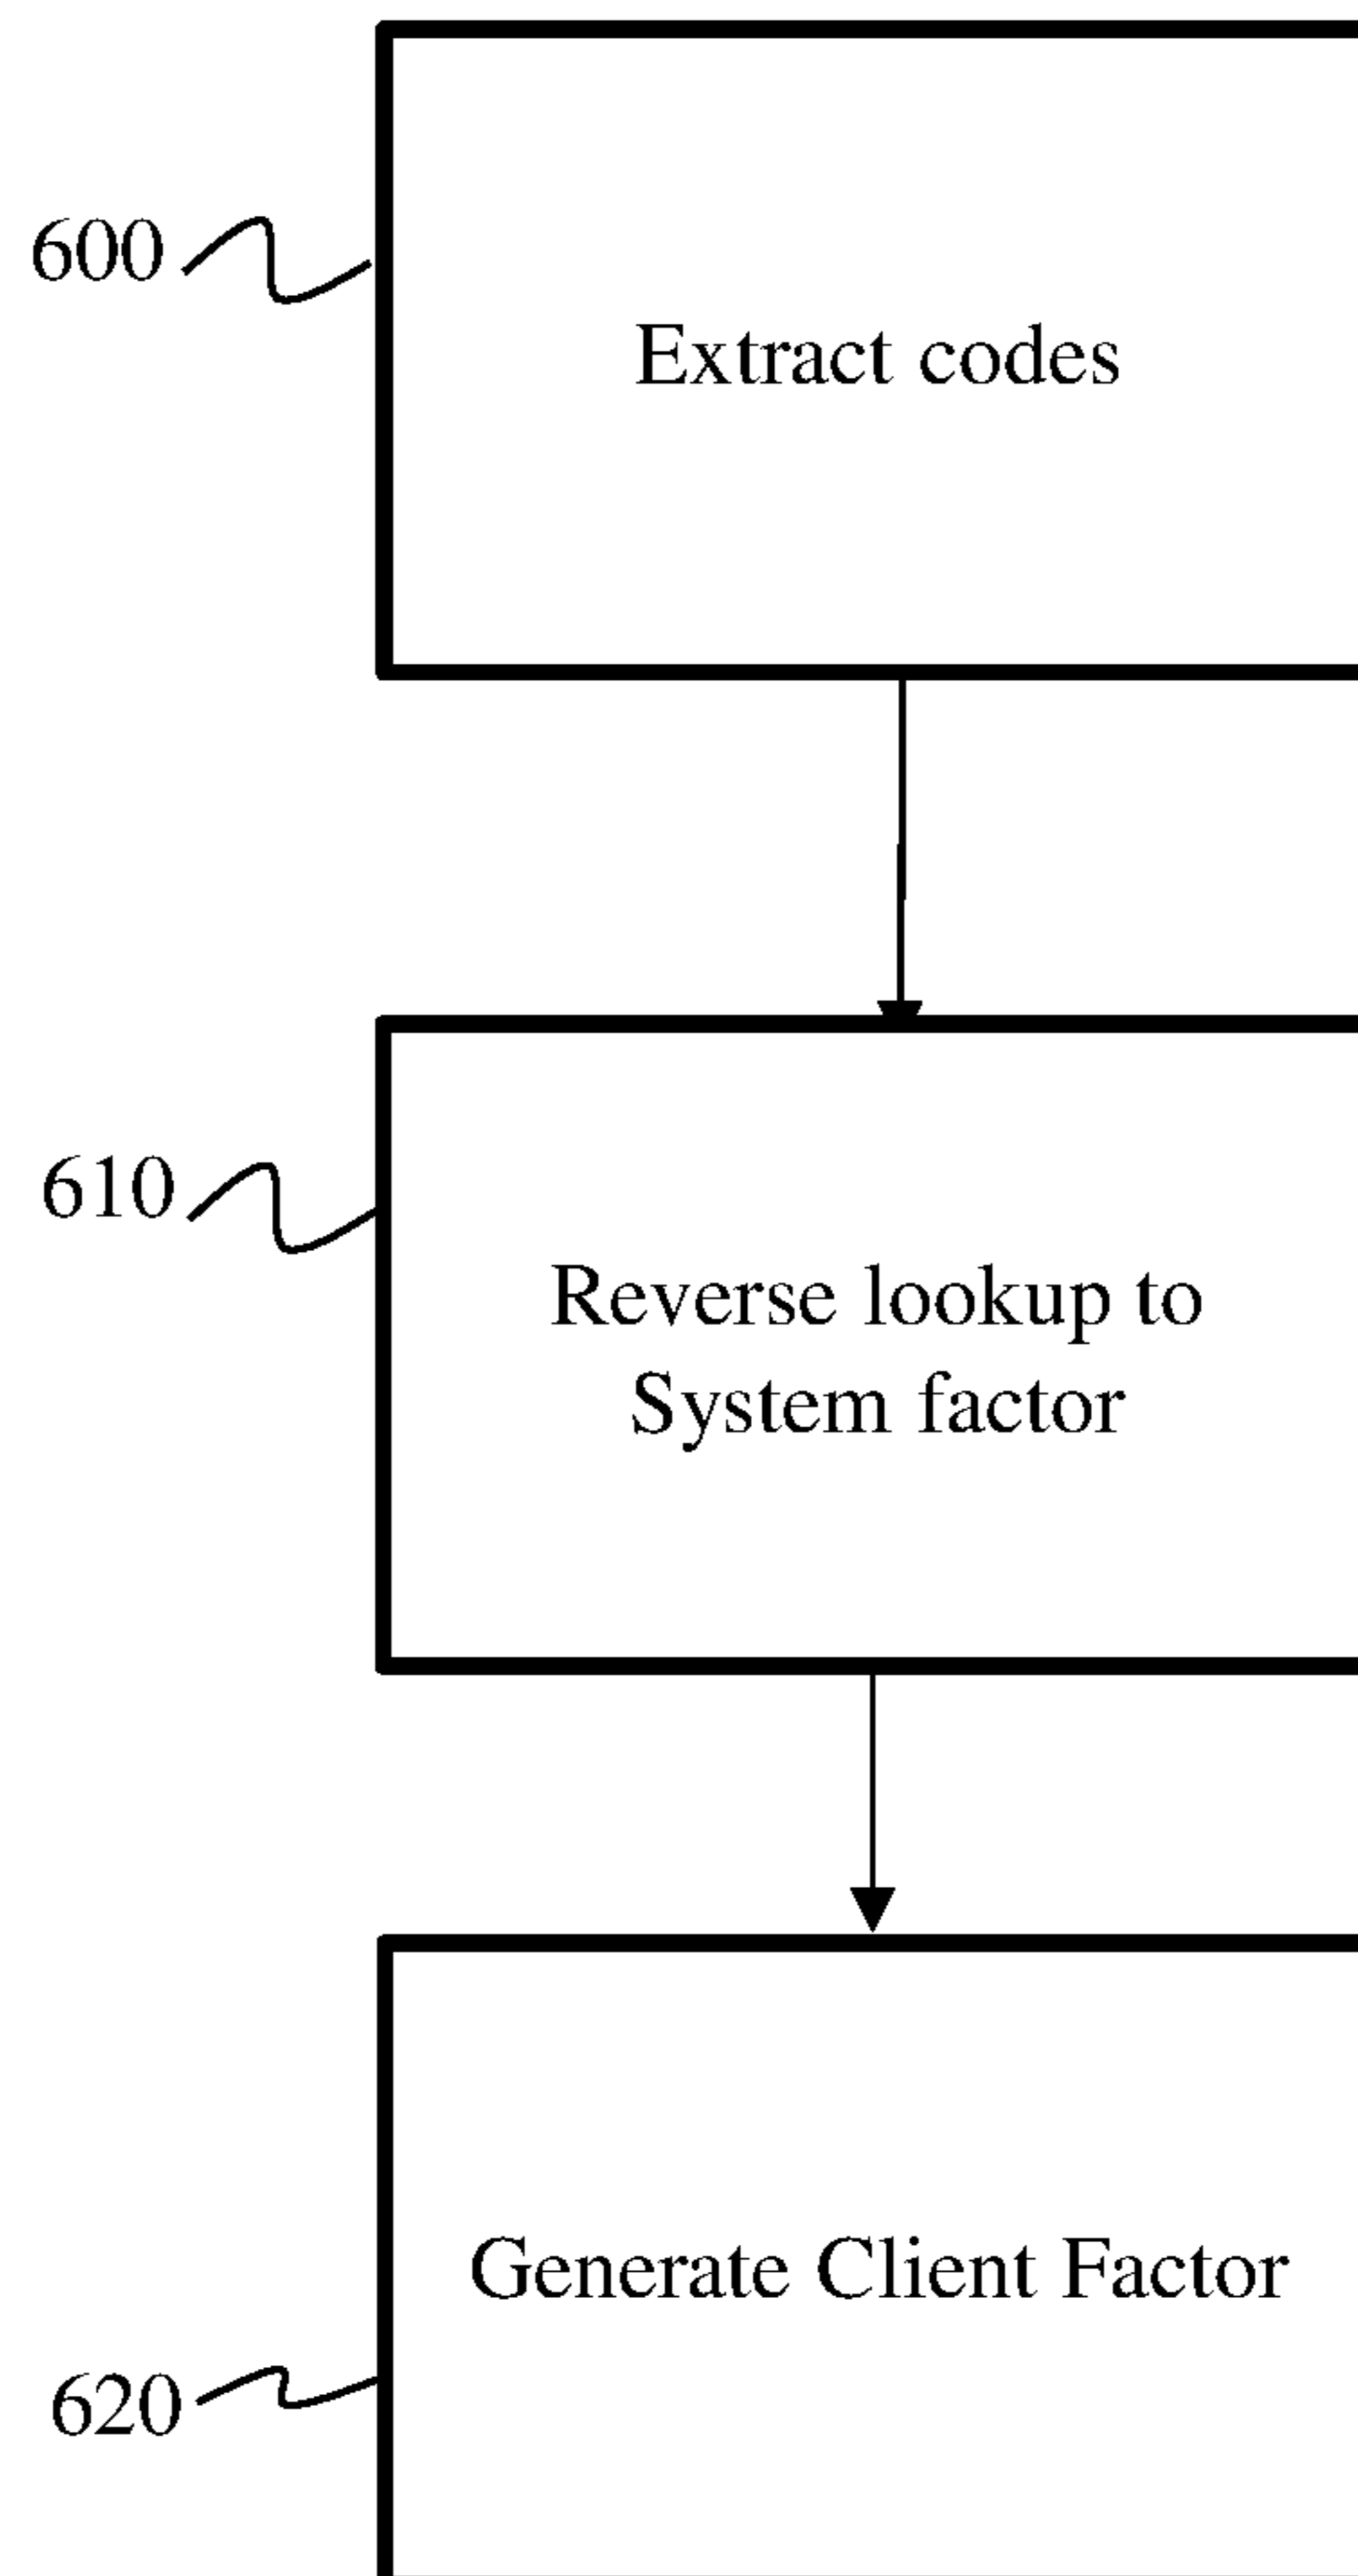 600
Extract codes
610
Reverse lookup to
System factor
Generate Client Factor
620